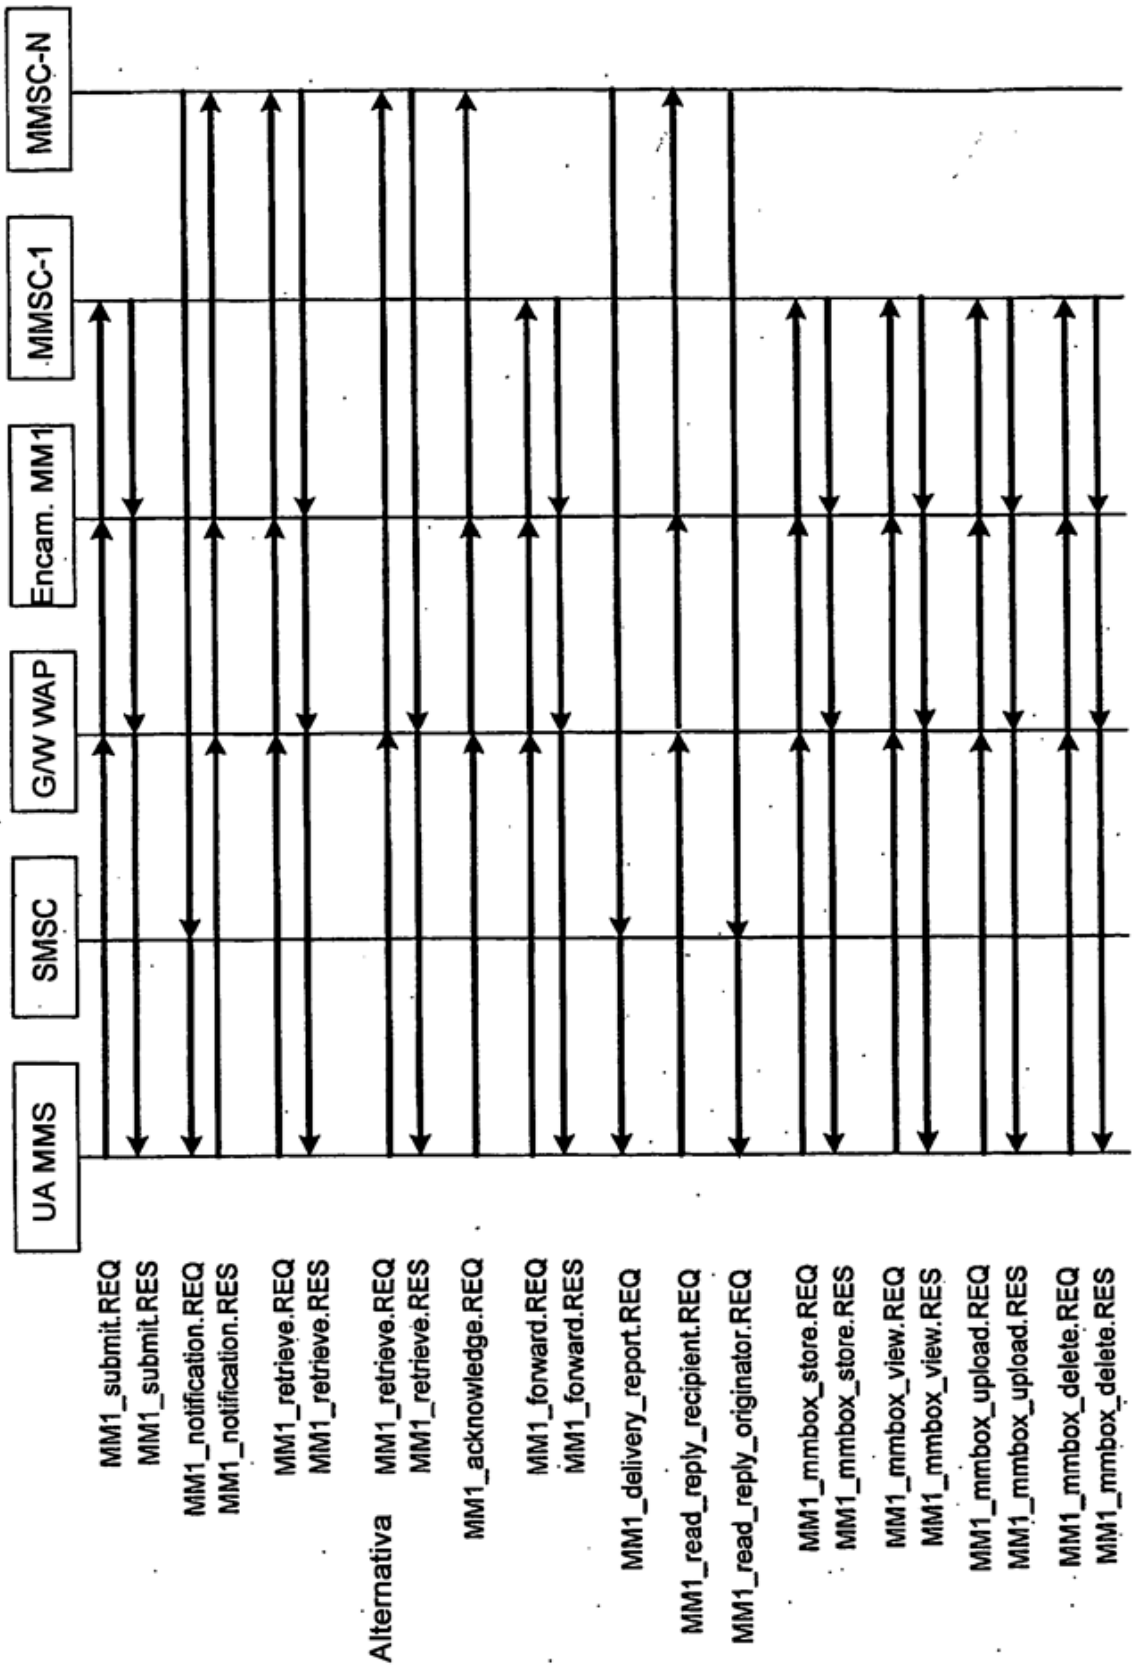 UA MMS
SMSC
G/W WAP
Encam. MM1
MMSC-1
MMSC-N
MM1_submit.REQ
MM1_submit.RES
MM1_notification.REQ
MM1_notification.RES
MM1_retrieve.REQ
MM1_retrieve.RES
Alternativa
MM1_retrieve.REQ
MM1_retrieve.RES
MM1_acknowledge.REQ
MM1_forward.REQ
MM1_forward.RES
MM1_delivery_report.REQ
MM1_read_reply_recipient.REQ
MM1_read_reply_originator.REQ
MM1_mmbox_store.REQ
MM1_mmbox_store.RES
MM1_mmbox_view.REQ
MM1_mmbox_view.RES
MM1_mmbox_upload.REQ
MM1_mmbox_upload.RES
MM1_mmbox_delete.REQ
MM1_mmbox_delete.RES